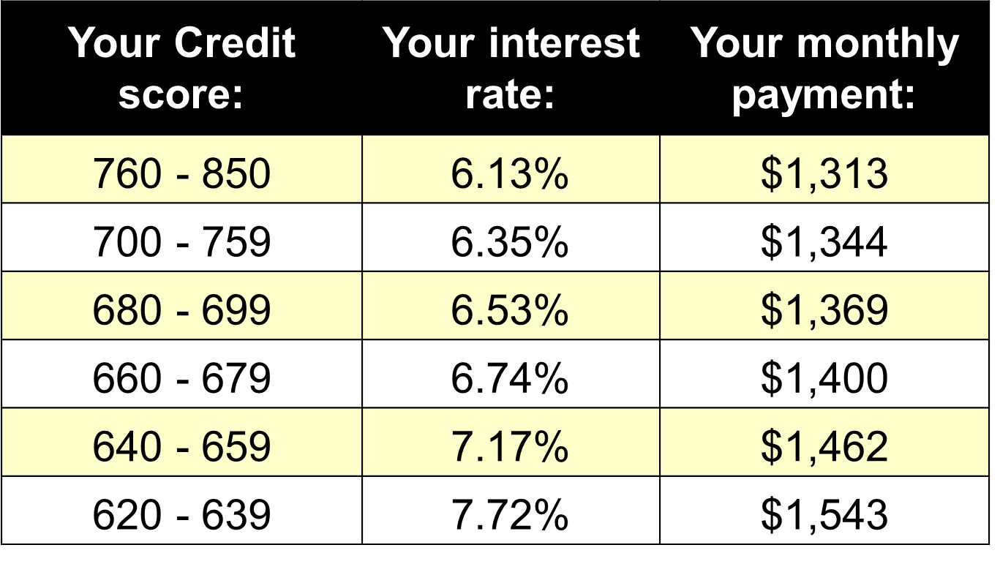 Your Credit score:
Your interest rate:
Your monthly payment:
760 - 850 6.13% $1,313
700 - 759 6.35% $1,344
680 - 699 6.53% $1,369
660 - 679 6.74% $1,400
640 - 659 7.17% $1,462
620 - 639 7.72% $1,543